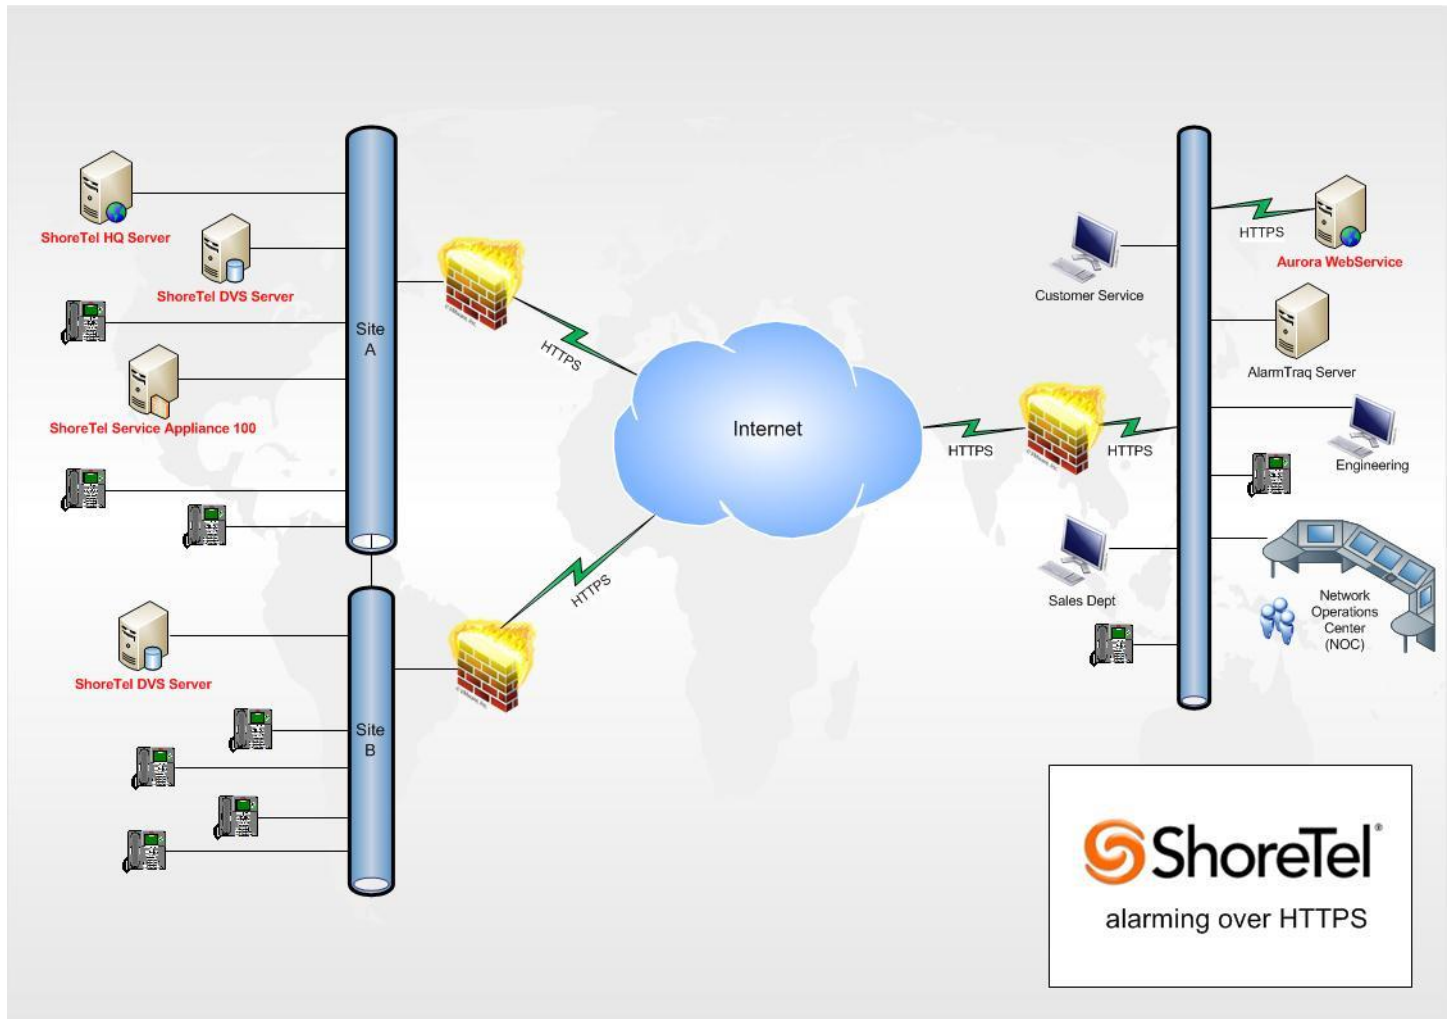 ShoreTel HQ Server
ShoreTel DVS Server
Site
A
ShoreTel Service Appliance 100
HTTPS
ShoreTel DVS Server
Site
B
HTTPS
Internet
HTTPS
HTTPS
HTTPS
Aurora WebService
Customer Service
AlarmTraq Server
Engineering
Sales Dept
Network
Operations
Center
(NOC)
ShoreTel®
alarming over HTTPS